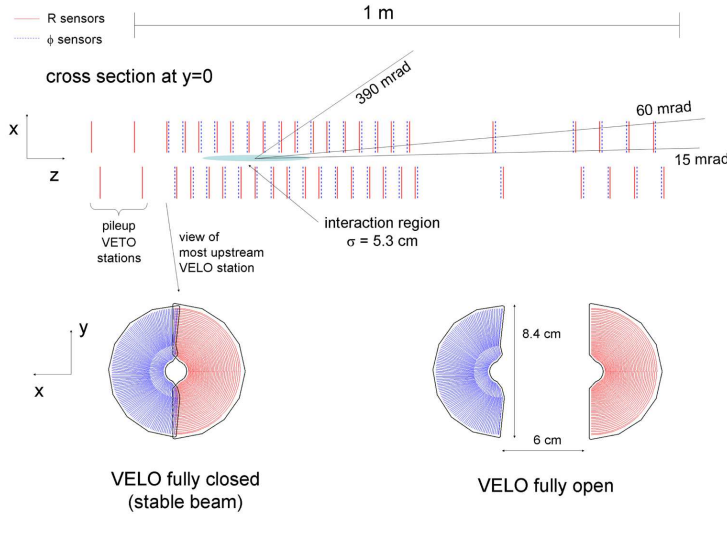 1 m
R sensors
ϕ sensors
cross section at y=0
390 mrad
60 mrad
15 mrad
x
z
pileup
VETO
stations
view of
most upstream
VELO station
interaction region
σ = 5.3 cm
y
x
8.4 cm
6 cm
VELO fully closed
(stable beam)
VELO fully open